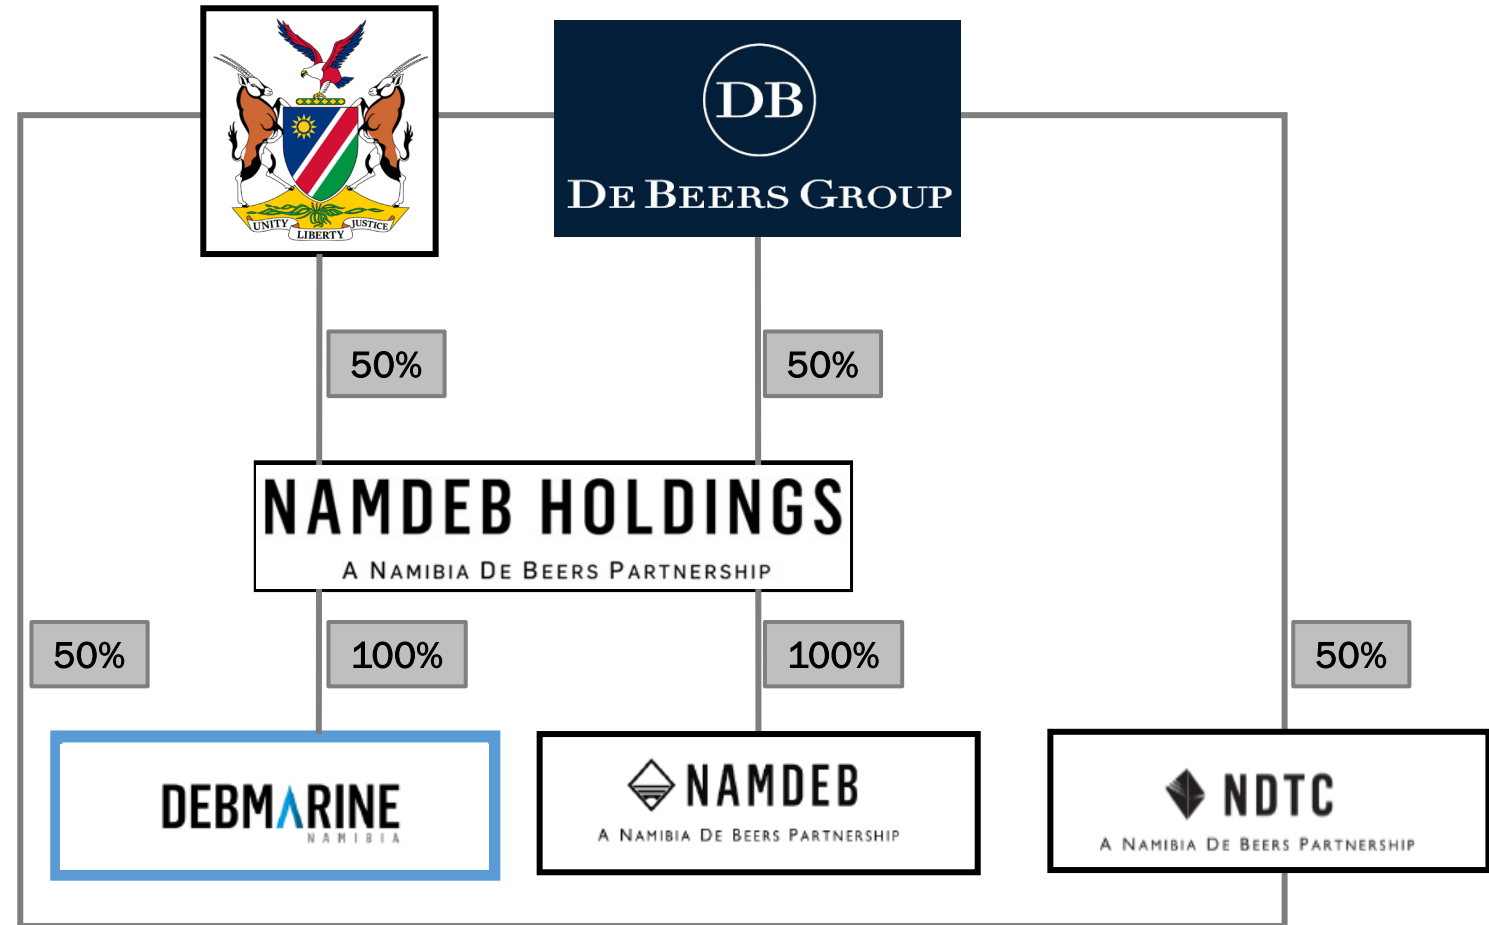 UNITY
LIBERTY
JUSTICE
DB
DE BEERS GROUP
50%
50%
NAMDEB HOLDINGS
A NAMIBIA DE BEERS PARTNERSHIP
50%
100%
100%
50%
DEBMARINE
NAMIBIA
NAMDEB
A NAMIBIA DE BEERS PARTNERSHIP
NDTC
A NAMIBIA DE BEERS PARTNERSHIP